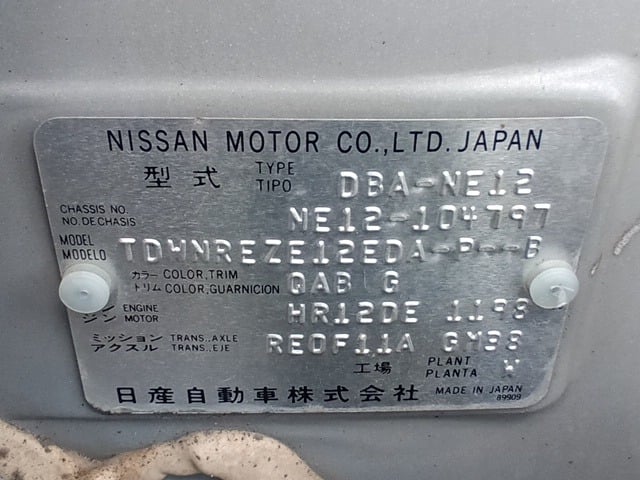 NISSAN MOTOR CO.,LTD. JAPAN
型式 TYPE TIPO DBA-NE12
CHASSIS NO. NO. DE CHASIS NE12-104797
MODEL MODELO TDWNREZE12EDA-P--B
カラー COLOR,TRIM トリム COLOR,GUARNICION QAB G
ジン ENGINE MOTOR HR12DE 1198
ミッション TRANS.,AXLE アクスル TRANS.,EJE RE0F11A GM38
工場 PLANT PLANTA W
日産自動車株式会社 MADE IN JAPAN 89909